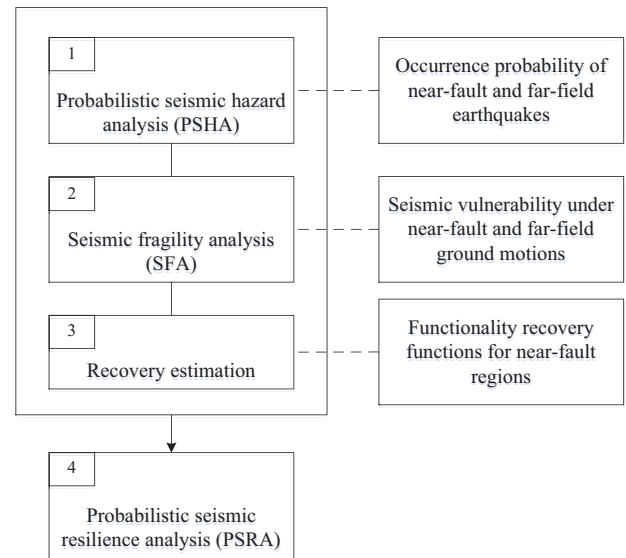 1
Probabilistic seismic hazard
analysis (PSHA)
Occurrence probability of
near-fault and far-field
earthquakes
2
Seismic fragility analysis
(SFA)
Seismic vulnerability under
near-fault and far-field
ground motions
3
Recovery estimation
Functionality recovery
functions for near-fault
regions
4
Probabilistic seismic
resilience analysis (PSRA)